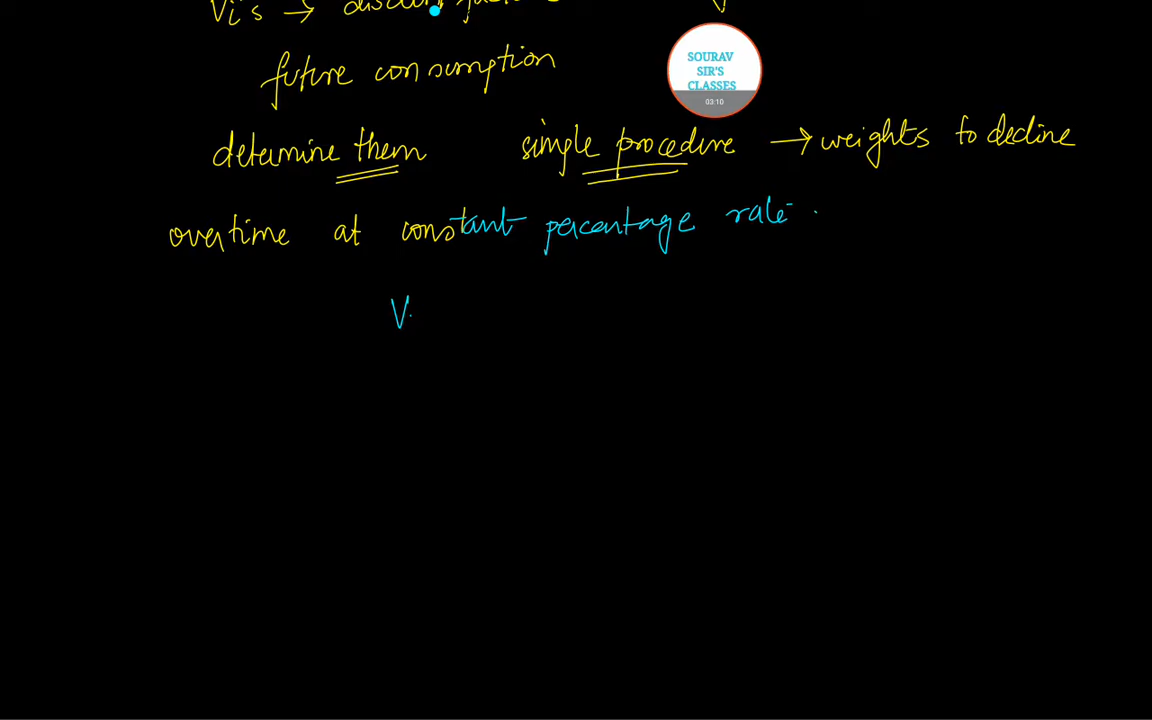 Vi's →
future consumption
SOURAV
SIR'S
CLASSES
03:10
determine them simple procedure → weights to decline
overtime at constant percentage rate.
V